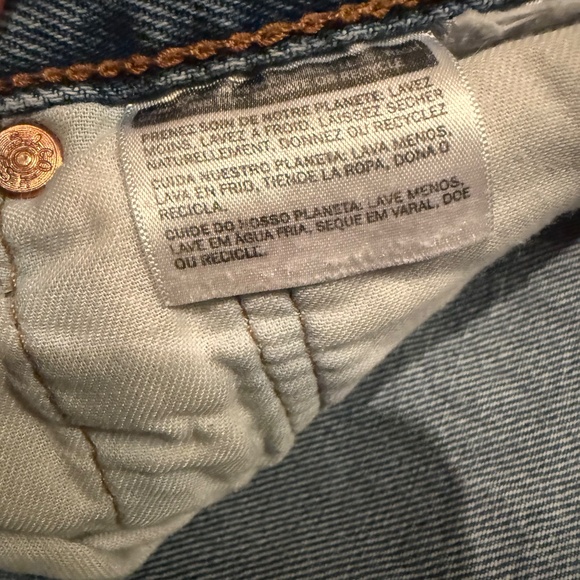 PRENEZ SOIN DE NOTRE PLANÈTE: LAVEZ
MOINS, LAVEZ À FROID, LAISSEZ SÉCHER
NATURELLEMENT, DONNEZ OU RECYCLEZ
CUIDA NUESTRO PLANETA: LAVA MENOS,
LAVA EN FRIO, TIENDE LA ROPA, DONA O
RECICLA.
CUIDE DO NOSSO PLANETA: LAVE MENOS,
LAVE EM ÁGUA FRIA, SEQUE EM VARAL, DOE
OU RECICLE.